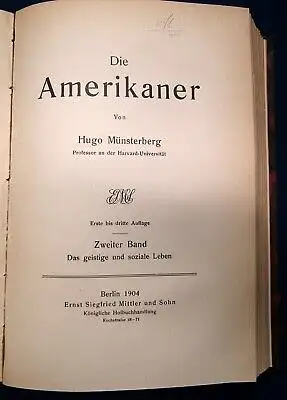 Die
Amerikaner
Von
Hugo Münsterberg
Professor an der Harvard-Universität
Erste bis dritte Auflage
Zweiter Band
Das geistige und soziale Leben
Berlin 1904
Ernst Siegfried Mittler und Sohn
Königliche Hofbuchhandlung
Kochstraße 68–71